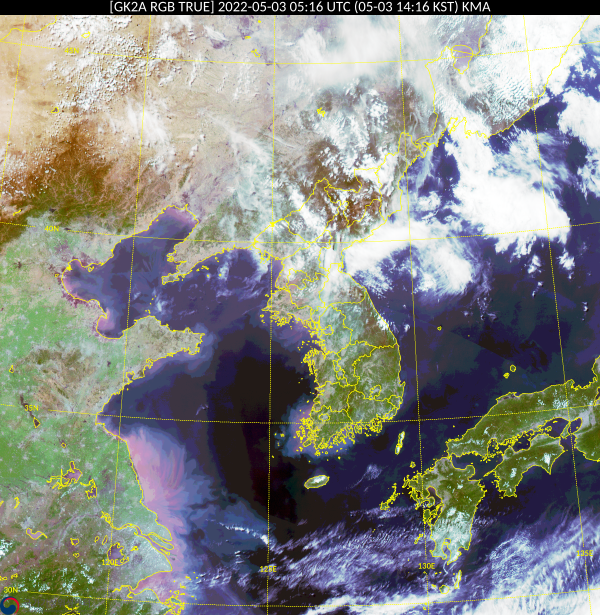 [GK2A RGB TRUE] 2022-05-03 05:16 UTC (05-03 14:16 KST) KMA
40N
35N
120E
125E
130E
135E
30N